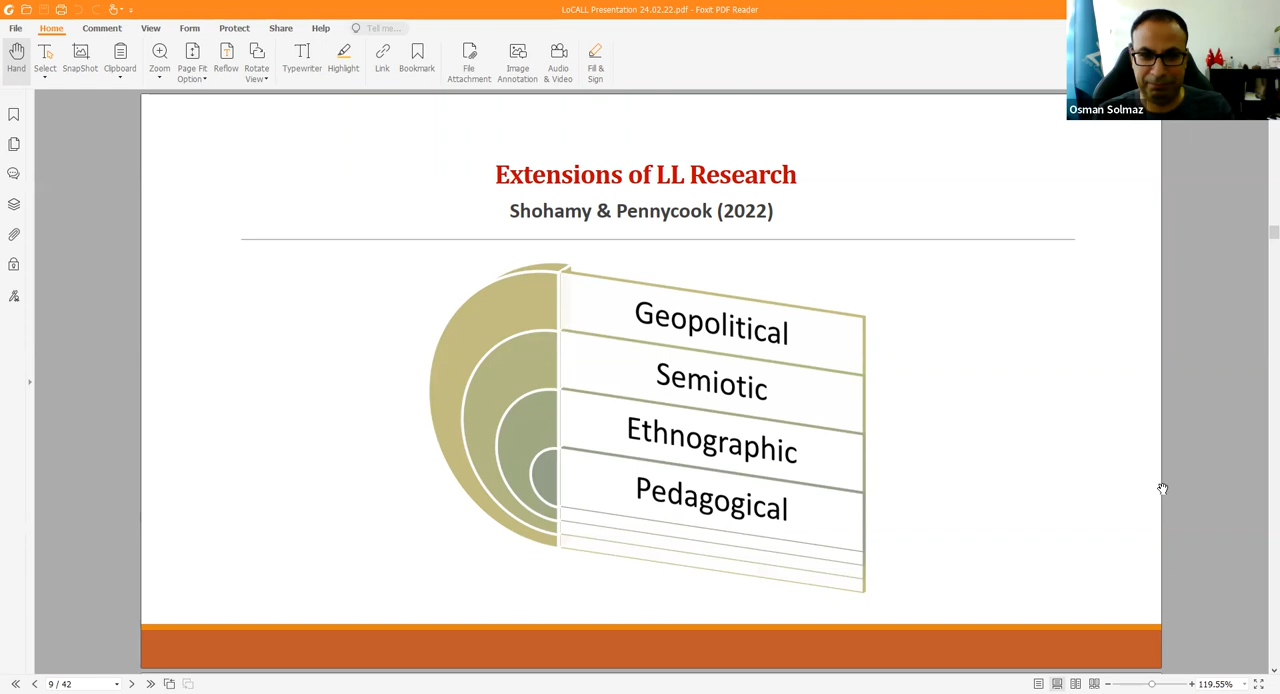 LoCALL Presentation 24.02.22.pdf - Foxit PDF Reader
File Home Comment View Form Protect Share Help Tell me...
Hand
Select
SnapShot
Clipboard
Zoom
Page Fit
Option
Reflow
Rotate
View
Typewriter
Highlight
Link
Bookmark
File
Attachment
Image
Annotation
Audio
& Video
Fill &
Sign
Osman Solmaz
Extensions of LL Research
Shohamy & Pennycook (2022)
Geopolitical
Semiotic
Ethnographic
Pedagogical
9 / 42
119.55%